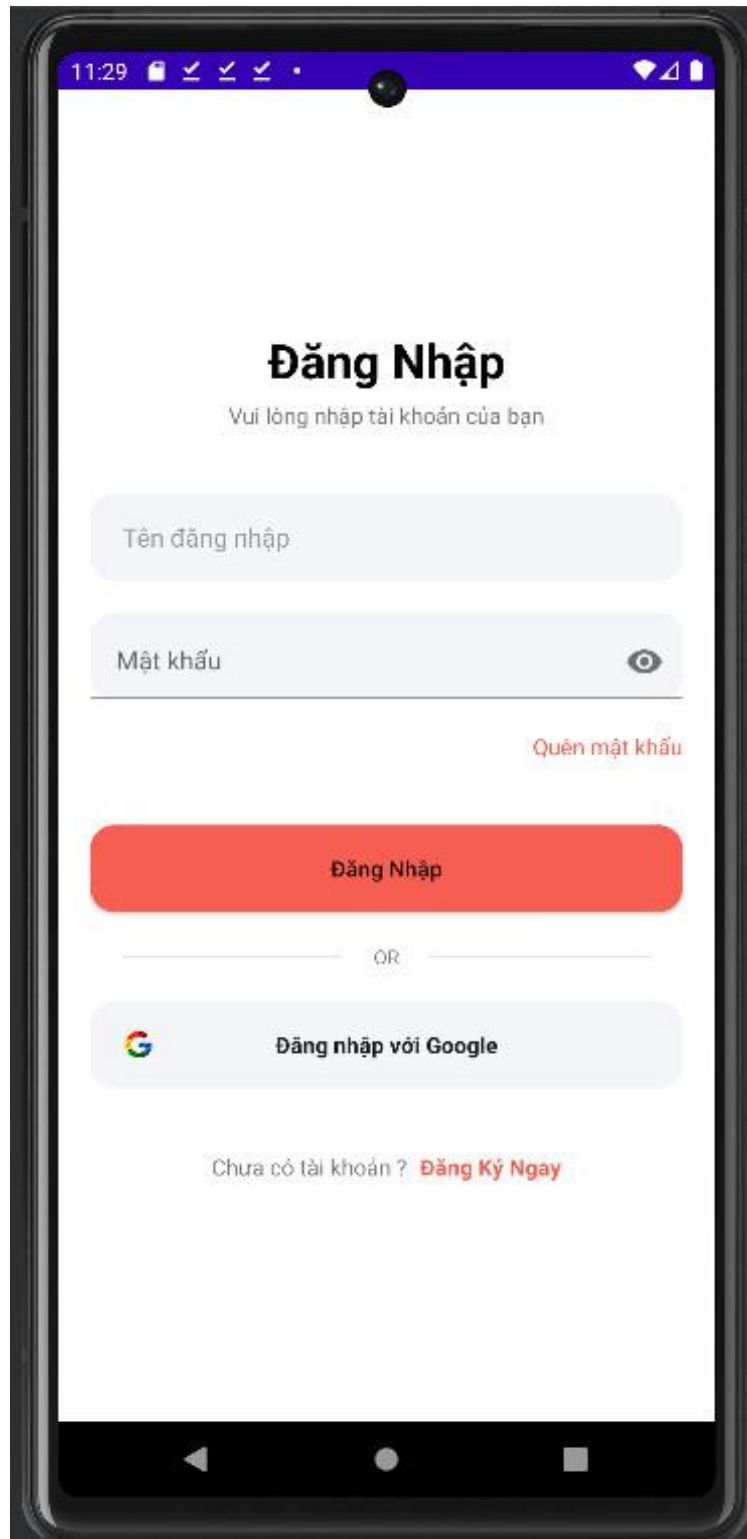 11:29
Đăng Nhập
Vui lòng nhập tài khoản của bạn
Tên đăng nhập
Mật khẩu
Quên mật khẩu
Đăng Nhập
OR
Đăng nhập với Google
Chưa có tài khoản ? Đăng Ký Ngay